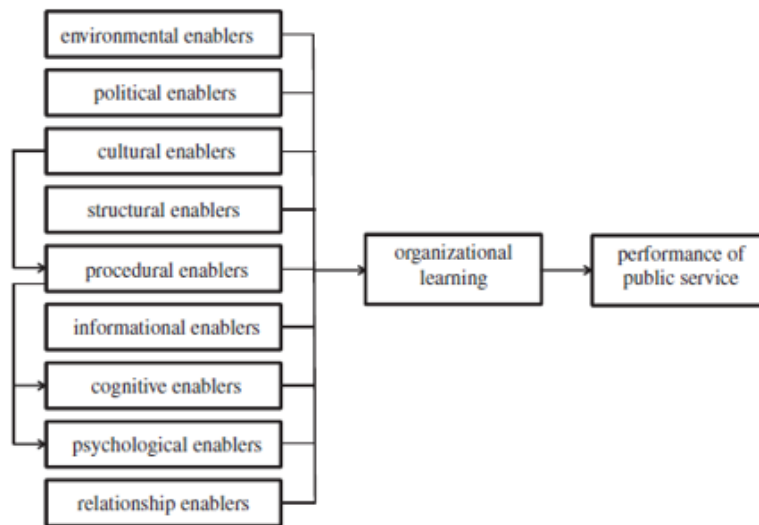 environmental enablers
political enablers
cultural enablers
structural enablers
procedural enablers
informational enablers
cognitive enablers
psychological enablers
relationship enablers
organizational
learning
performance of
public service